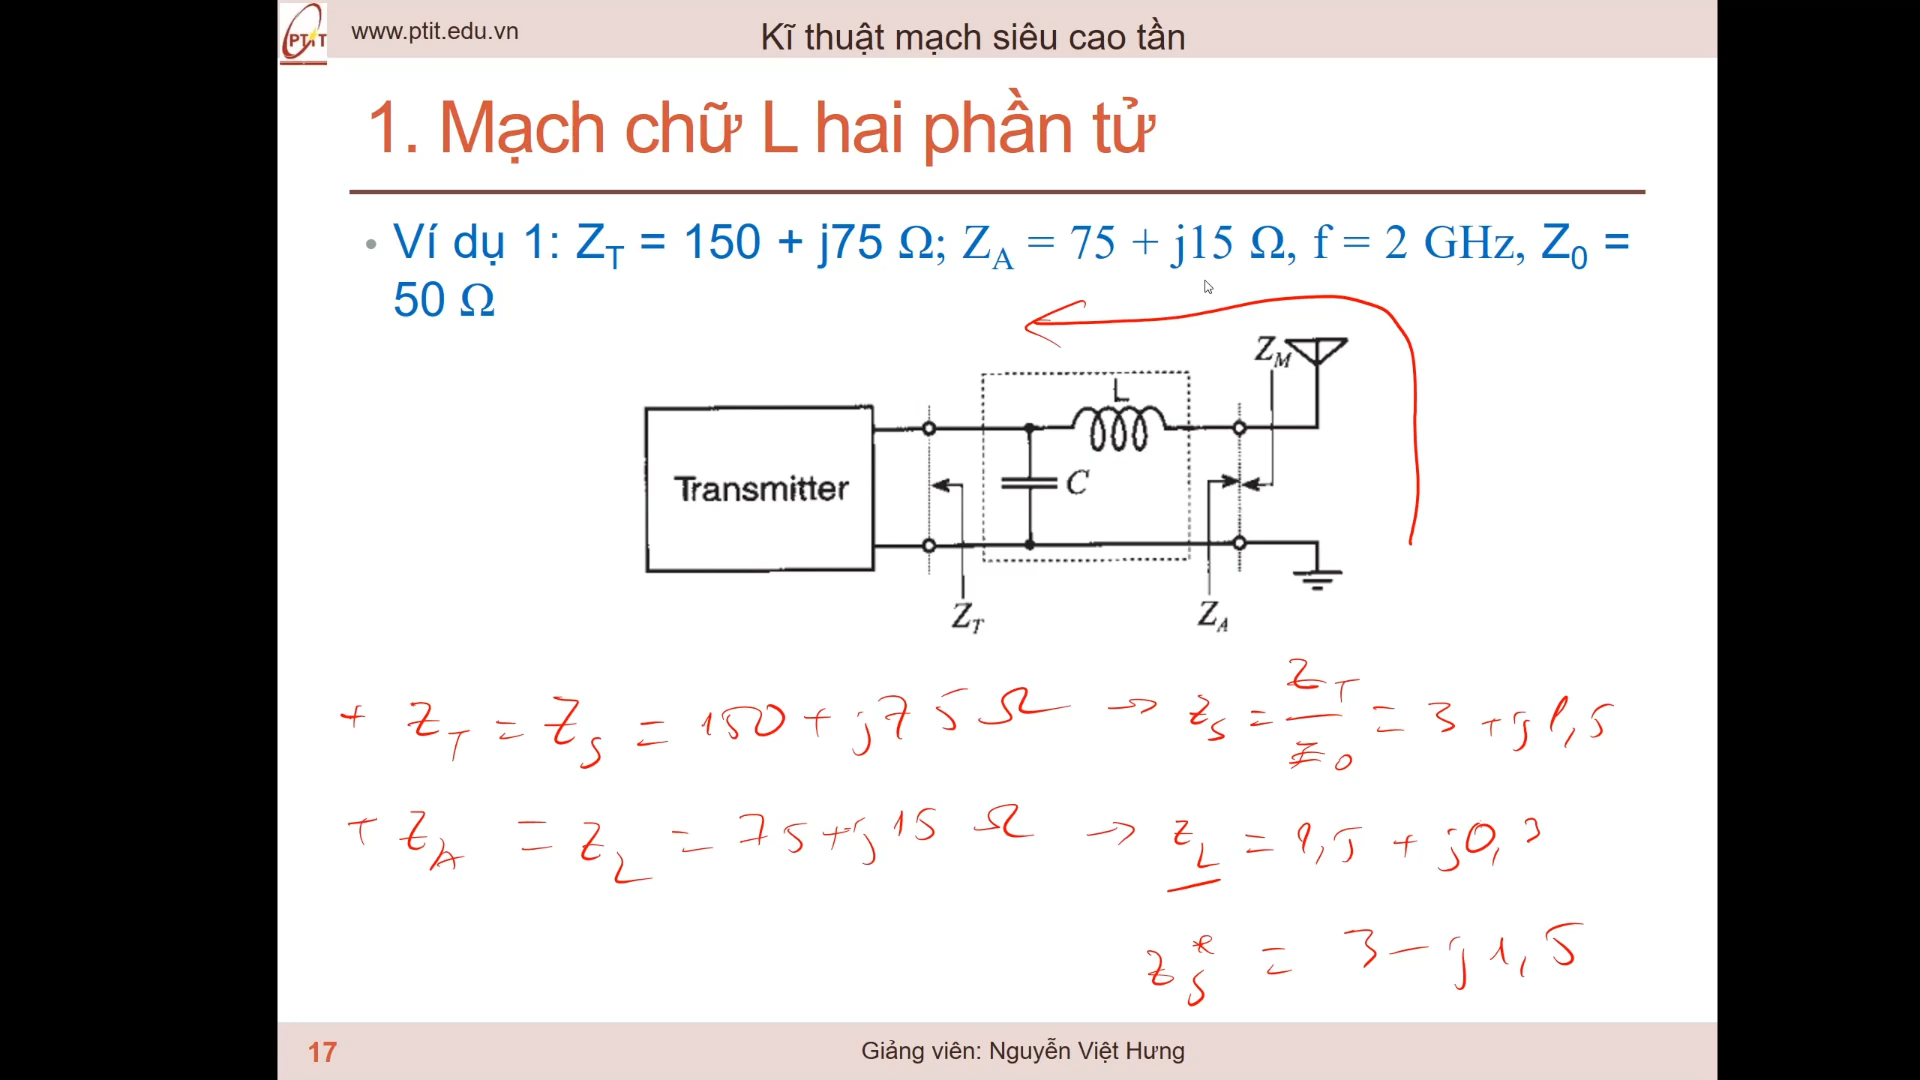 PTIT
www.ptit.edu.vn
Kĩ thuật mạch siêu cao tần
1. Mạch chữ L hai phần tử
• Ví dụ 1: Z_T = 150 + j75 Ω; Z_A = 75 + j15 Ω, f = 2 GHz, Z_0 =
50 Ω
Z_M
L
Transmitter
C
Z_T
Z_A
+ Z_T = Z_S = 150 + j75 Ω → z_S = Z_T / Z_0 = 3 + j1,5
+ Z_A = Z_L = 75 + j15 Ω → z_L = 1,5 + j0,3
z_S* = 3 - j1,5
17
Giảng viên: Nguyễn Việt Hưng